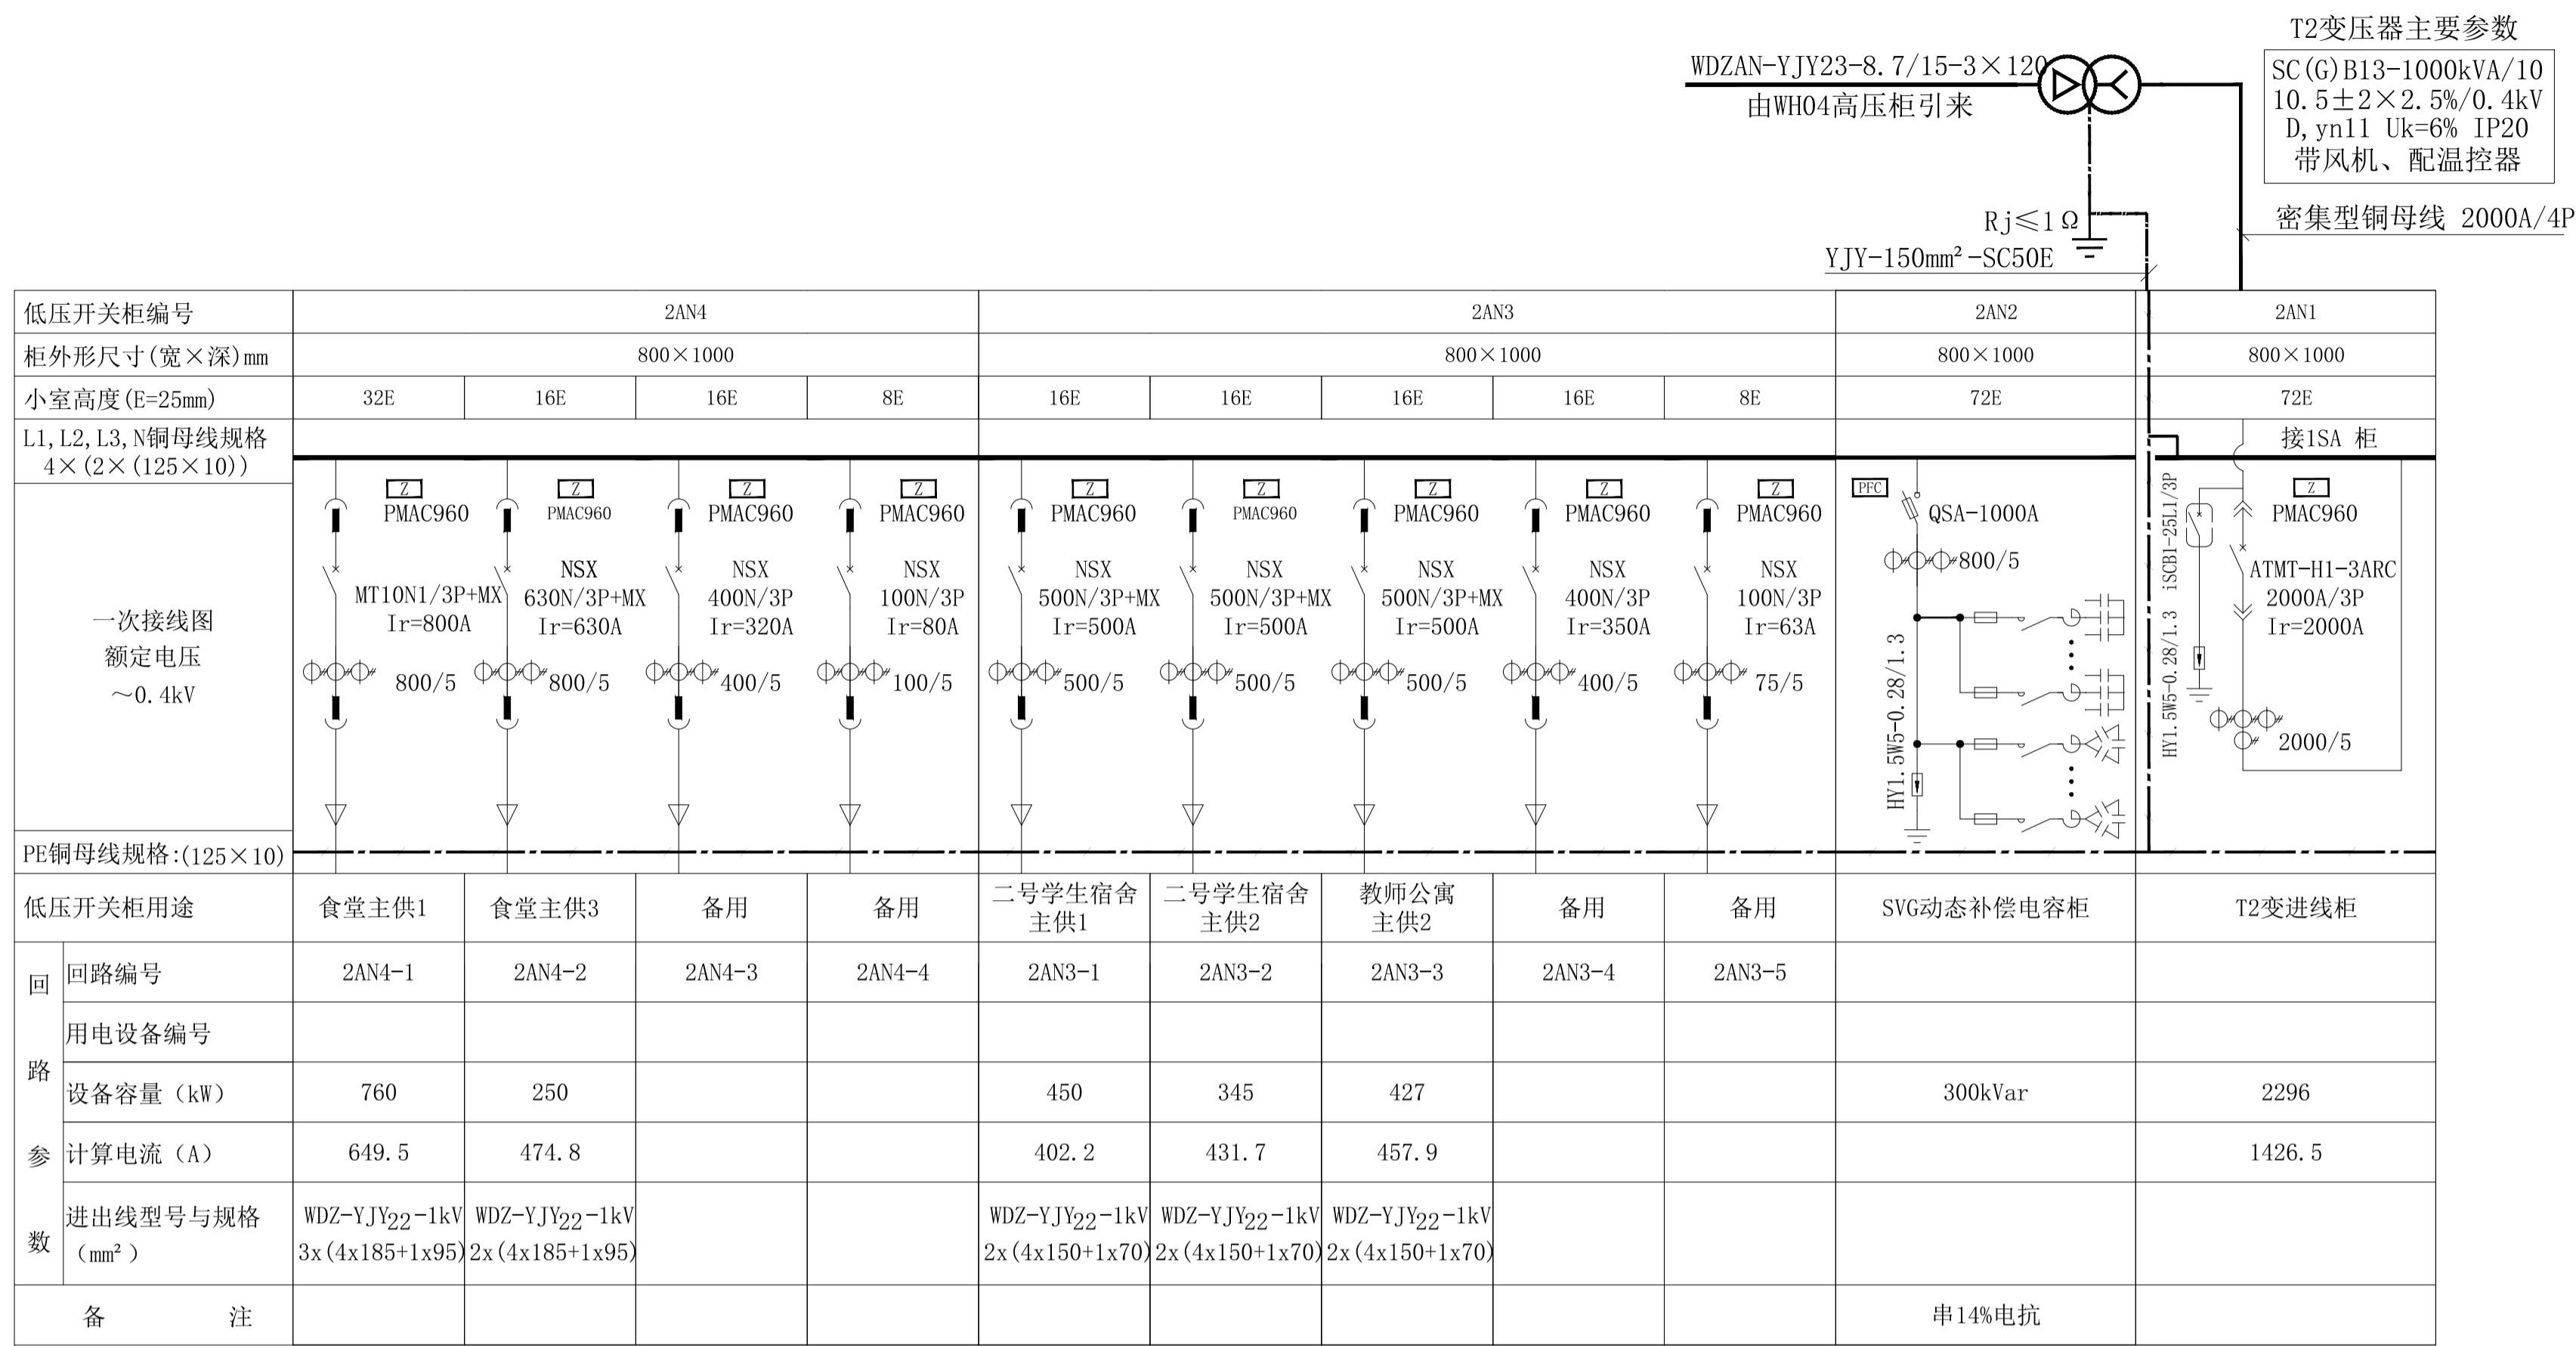 T2变压器主要参数
WDZAN-YJY23-8.7/15-3×120
由WH04高压柜引来
SC(G)B13-1000kVA/10
10.5±2×2.5%/0.4kV
D,yn11 Uk=6% IP20
带风机、配温控器
密集型铜母线 2000A/4P
Rj≤1Ω
YJY-150mm²-SC50E
低压开关柜编号 2AN4 2AN3 2AN2 2AN1
柜外形尺寸(宽×深)mm 800×1000 800×1000 800×1000 800×1000
小室高度(E=25mm) 32E 16E 16E 8E 16E 16E 16E 16E 8E 72E 72E
L1,L2,L3,N铜母线规格
4×(2×(125×10))
接1SA 柜
一次接线图
额定电压
～0.4kV
Z
PMAC960
MT10N1/3P+MX
Ir=800A
800/5
Z
PMAC960
NSX
630N/3P+MX
Ir=630A
800/5
Z
PMAC960
NSX
400N/3P
Ir=320A
400/5
Z
PMAC960
NSX
100N/3P
Ir=80A
100/5
Z
PMAC960
NSX
500N/3P+MX
Ir=500A
500/5
Z
PMAC960
NSX
500N/3P+MX
Ir=500A
500/5
Z
PMAC960
NSX
500N/3P+MX
Ir=500A
500/5
Z
PMAC960
NSX
400N/3P
Ir=350A
400/5
Z
PMAC960
NSX
100N/3P
Ir=63A
75/5
PFC
QSA-1000A
800/5
HY1.5W5-0.28/1.3
HY1.5W5-0.28/1.3 iSCB1-25L1/3P
Z
PMAC960
ATMT-H1-3ARC
2000A/3P
Ir=2000A
2000/5
PE铜母线规格:(125×10)
低压开关柜用途 食堂主供1 食堂主供3 备用 备用 二号学生宿舍 二号学生宿舍 教师公寓 备用 备用 SVG动态补偿电容柜 T2变进线柜
主供1 主供2 主供2
回路参数
回路编号 2AN4-1 2AN4-2 2AN4-3 2AN4-4 2AN3-1 2AN3-2 2AN3-3 2AN3-4 2AN3-5
用电设备编号
设备容量（kW） 760 250 450 345 427 300kVar 2296
计算电流（A） 649.5 474.8 402.2 431.7 457.9 1426.5
进出线型号与规格 WDZ-YJY22-1kV WDZ-YJY22-1kV WDZ-YJY22-1kV WDZ-YJY22-1kV WDZ-YJY22-1kV
（mm²） 3x(4x185+1x95) 2x(4x185+1x95) 2x(4x150+1x70) 2x(4x150+1x70) 2x(4x150+1x70)
备 注 串14%电抗